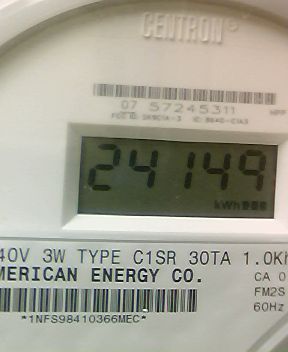 CENTRON®
07 57245311
24149
kWh
40V 3W TYPE C1SR 30TA 1.0Kh
MERICAN ENERGY CO.
CA 0
FM2S
60Hz
*1NFS98410366MEC*